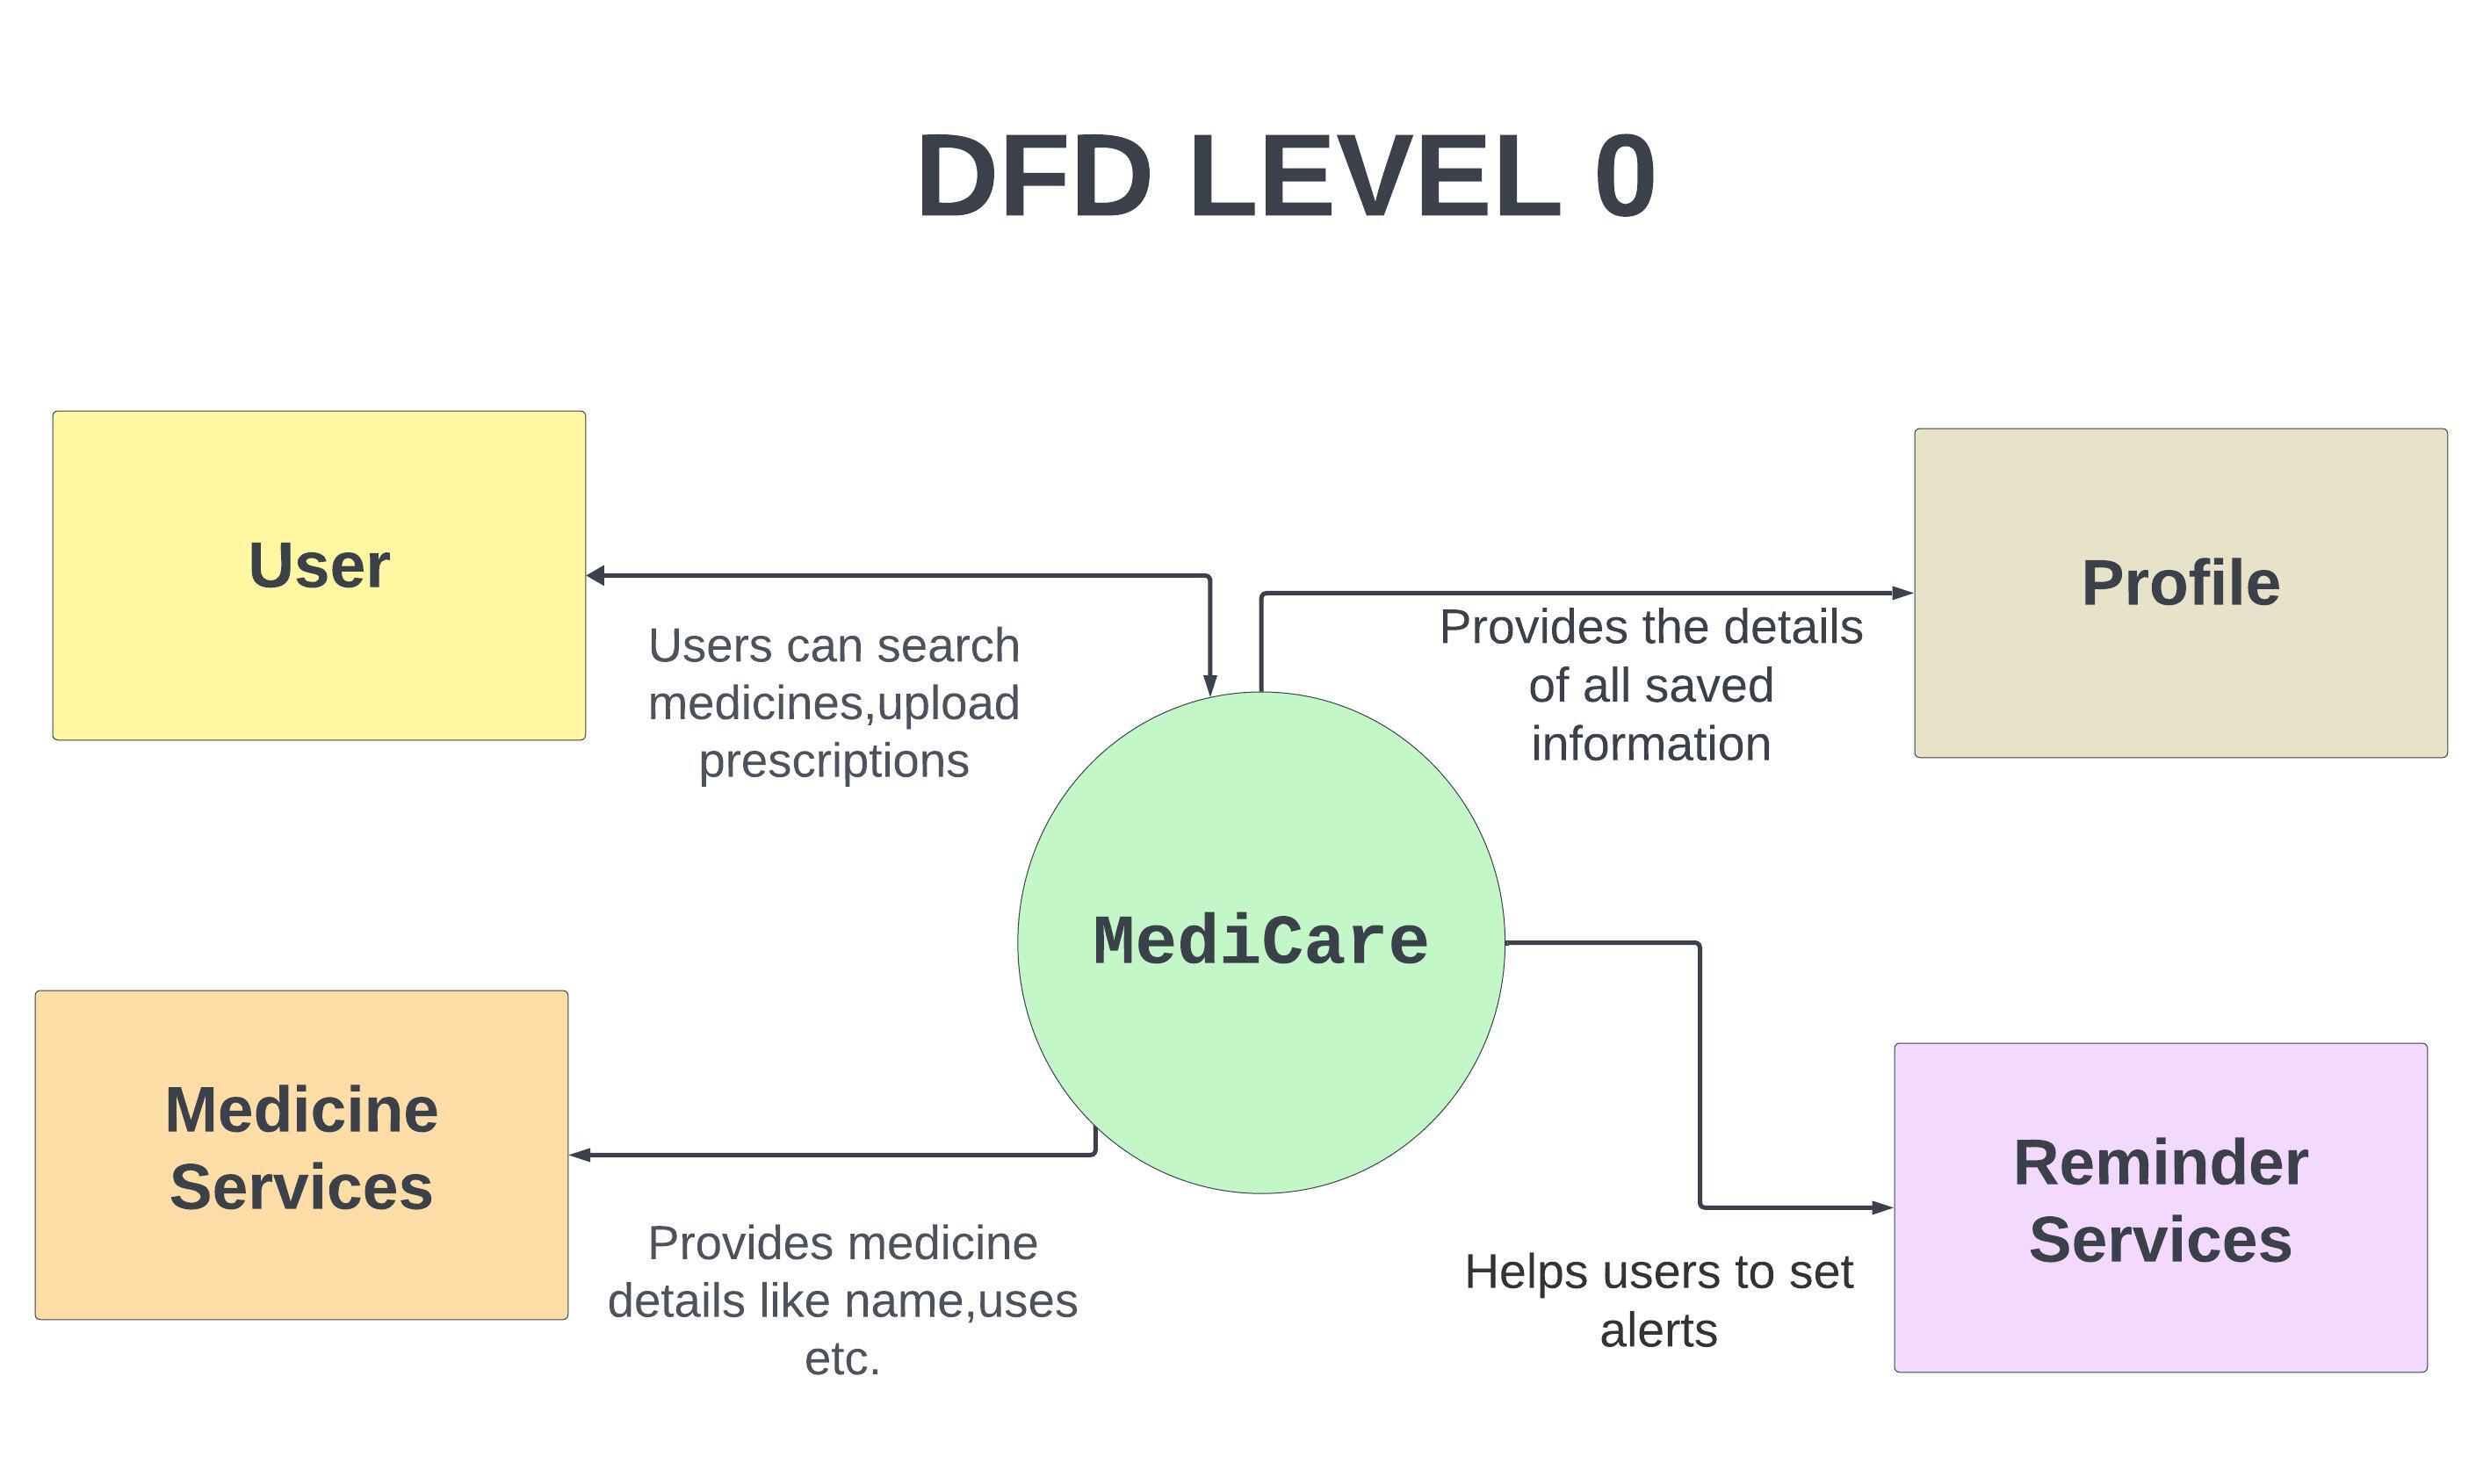 DFD LEVEL 0
User
Users can search
medicines,upload
prescriptions
Provides the details
of all saved
information
Profile
MediCare
Medicine
Services
Provides medicine
details like name,uses
etc.
Helps users to set
alerts
Reminder
Services